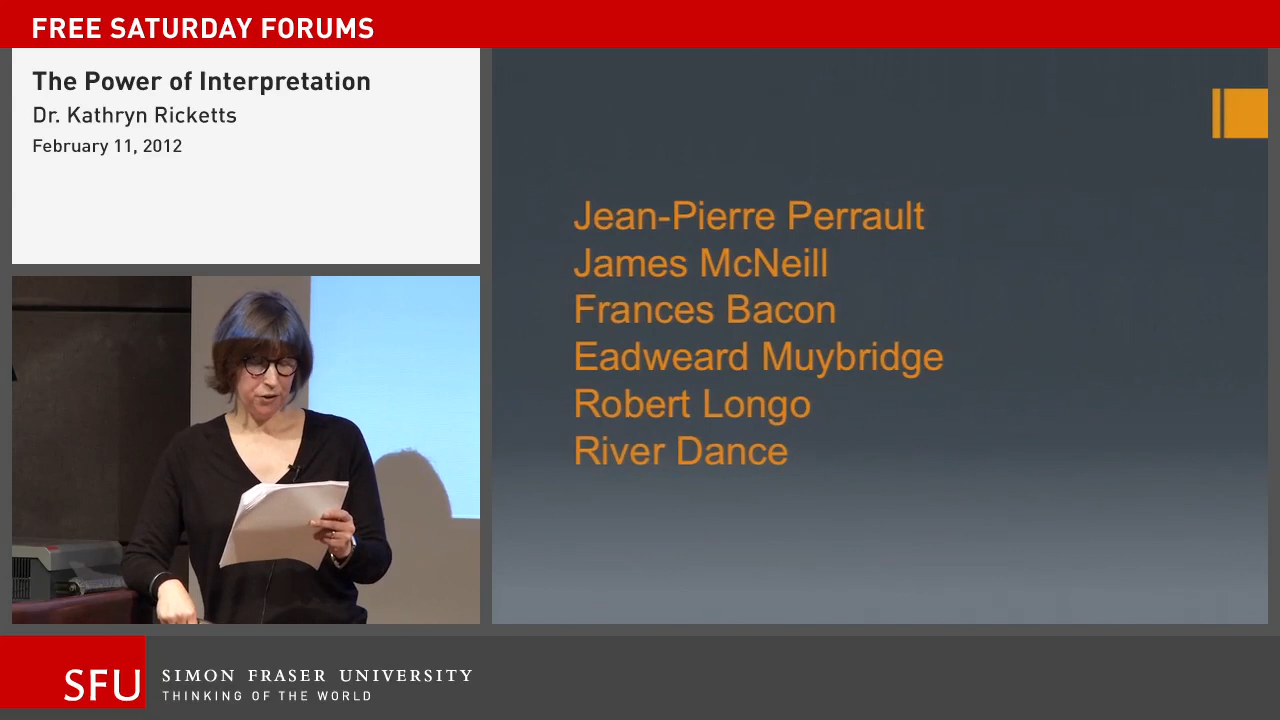 FREE SATURDAY FORUMS
The Power of Interpretation
Dr. Kathryn Ricketts
February 11, 2012
Jean-Pierre Perrault
James McNeill
Frances Bacon
Eadweard Muybridge
Robert Longo
River Dance
SFU
SIMON FRASER UNIVERSITY
THINKING OF THE WORLD